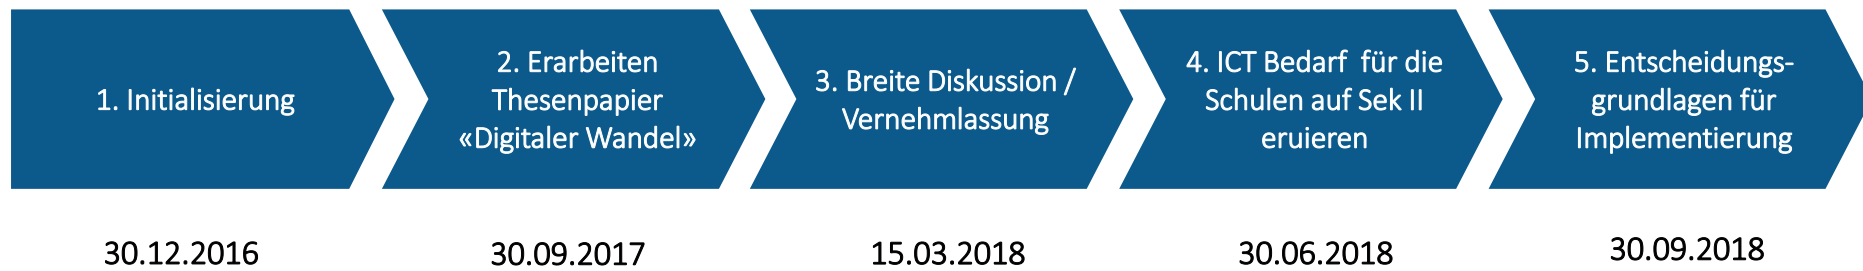 1. Initialisierung
2. Erarbeiten
Thesenpapier
«Digitaler Wandel»
3. Breite Diskussion /
Vernehmlassung
4. ICT Bedarf  für die
Schulen auf Sek II
eruieren
5. Entscheidungs-
grundlagen für
Implementierung
30.12.2016
30.09.2017
15.03.2018
30.06.2018
30.09.2018